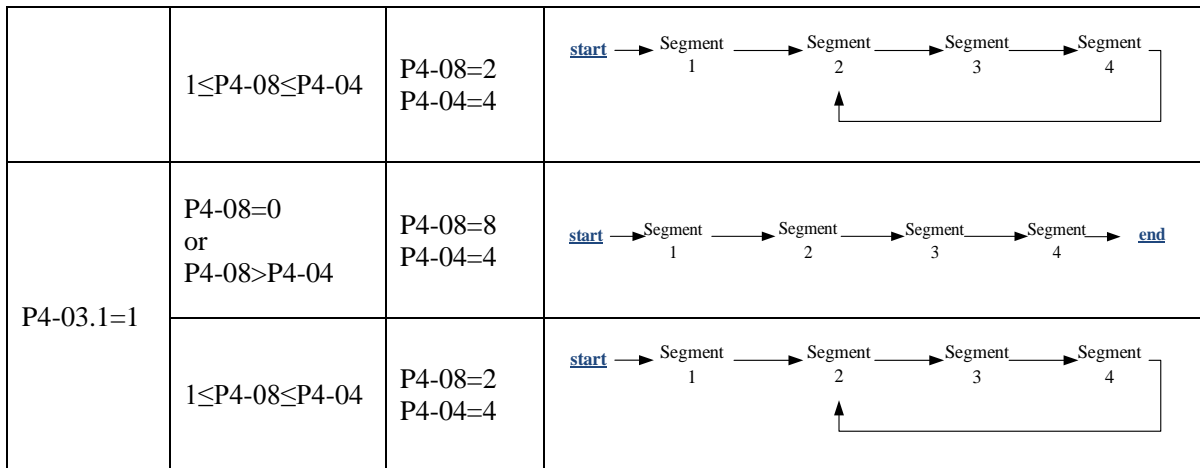 1≤P4-08≤P4-04
P4-08=2
P4-04=4
start Segment Segment Segment Segment
1 2 3 4
P4-03.1=1
P4-08=0
or
P4-08>P4-04
P4-08=8
P4-04=4
start Segment Segment Segment Segment end
1 2 3 4
1≤P4-08≤P4-04
P4-08=2
P4-04=4
start Segment Segment Segment Segment
1 2 3 4